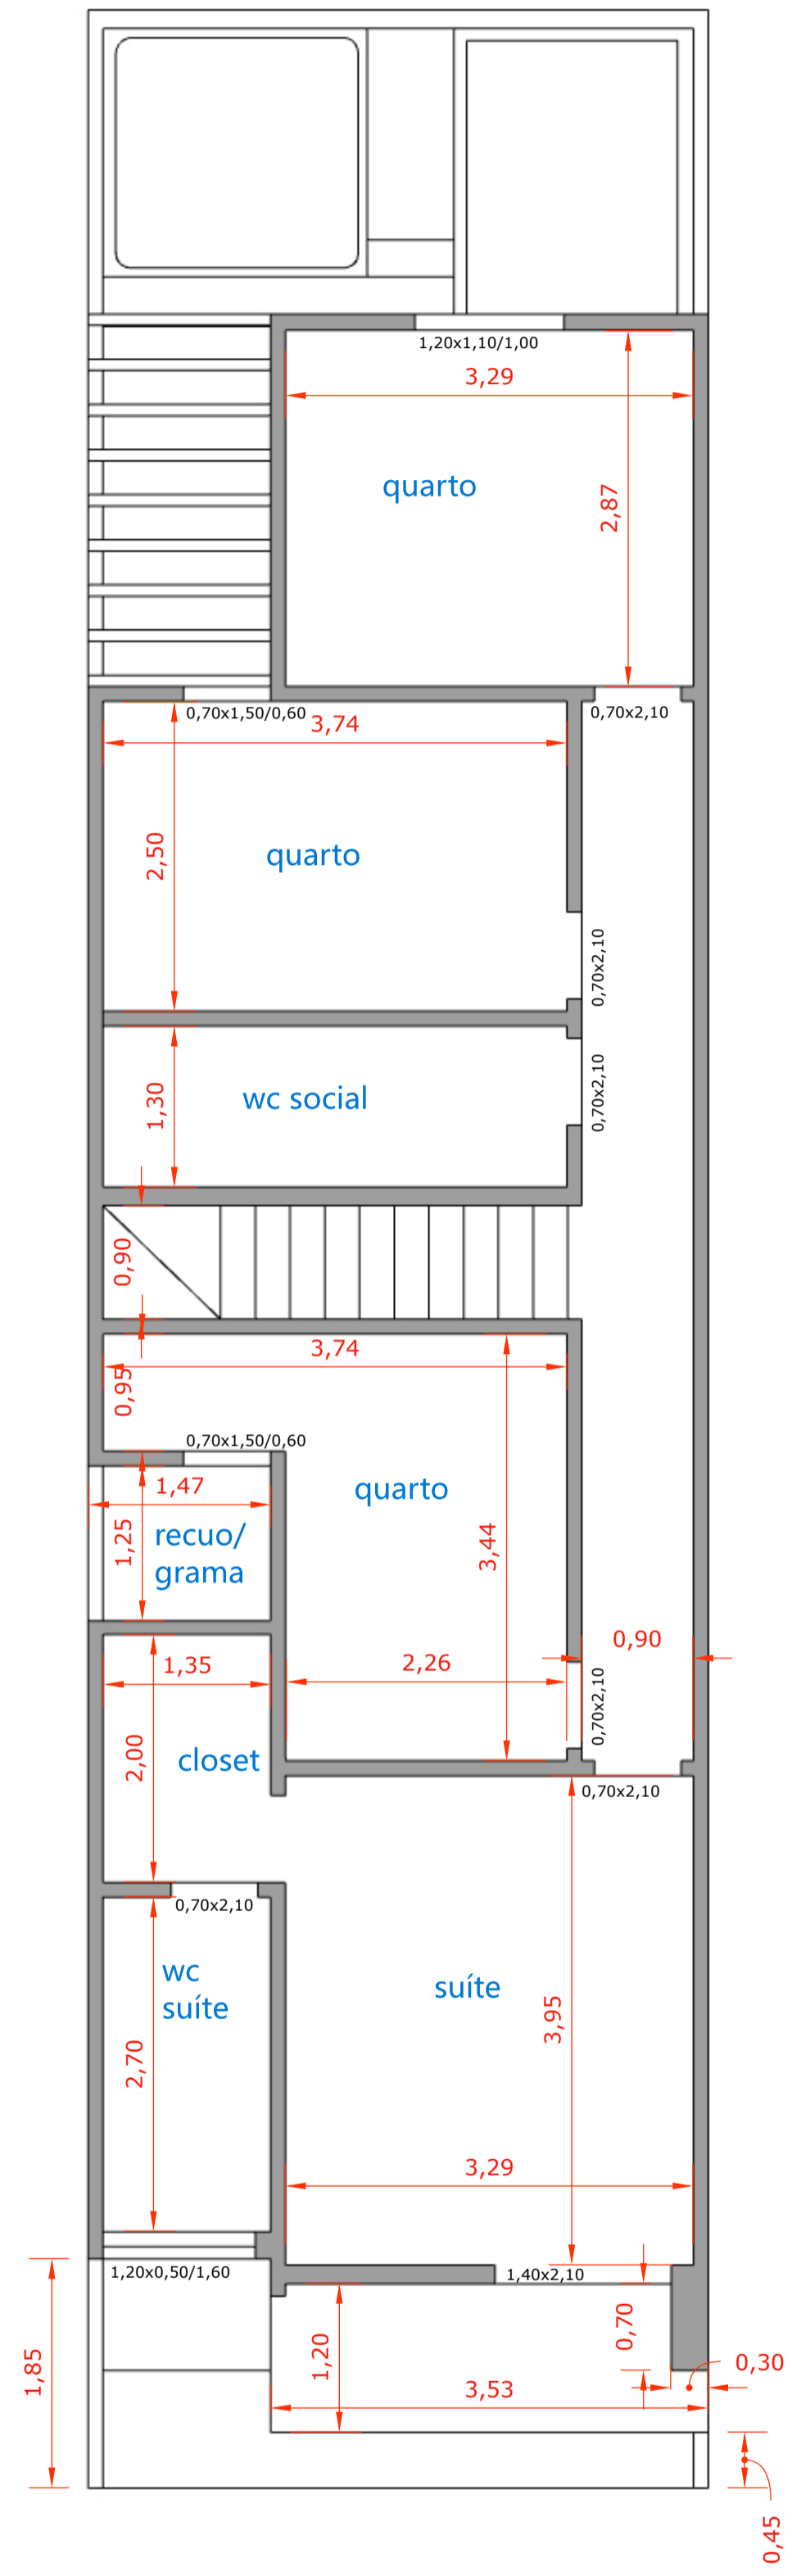 1,20x1,10/1,00
3,29
quarto
2,87
0,70x1,50/0,60
3,74
0,70x2,10
2,50
quarto
0,70x2,10
1,30
wc social
0,70x2,10
0,90
3,74
0,95
0,70x1,50/0,60
1,47
quarto
1,25
recuo/
grama
3,44
0,90
1,35
2,26
0,70x2,10
2,00
closet
0,70x2,10
0,70x2,10
wc
suíte
suíte
3,95
2,70
3,29
1,20x0,50/1,60
1,40x2,10
0,70
1,85
1,20
0,30
3,53
0,45